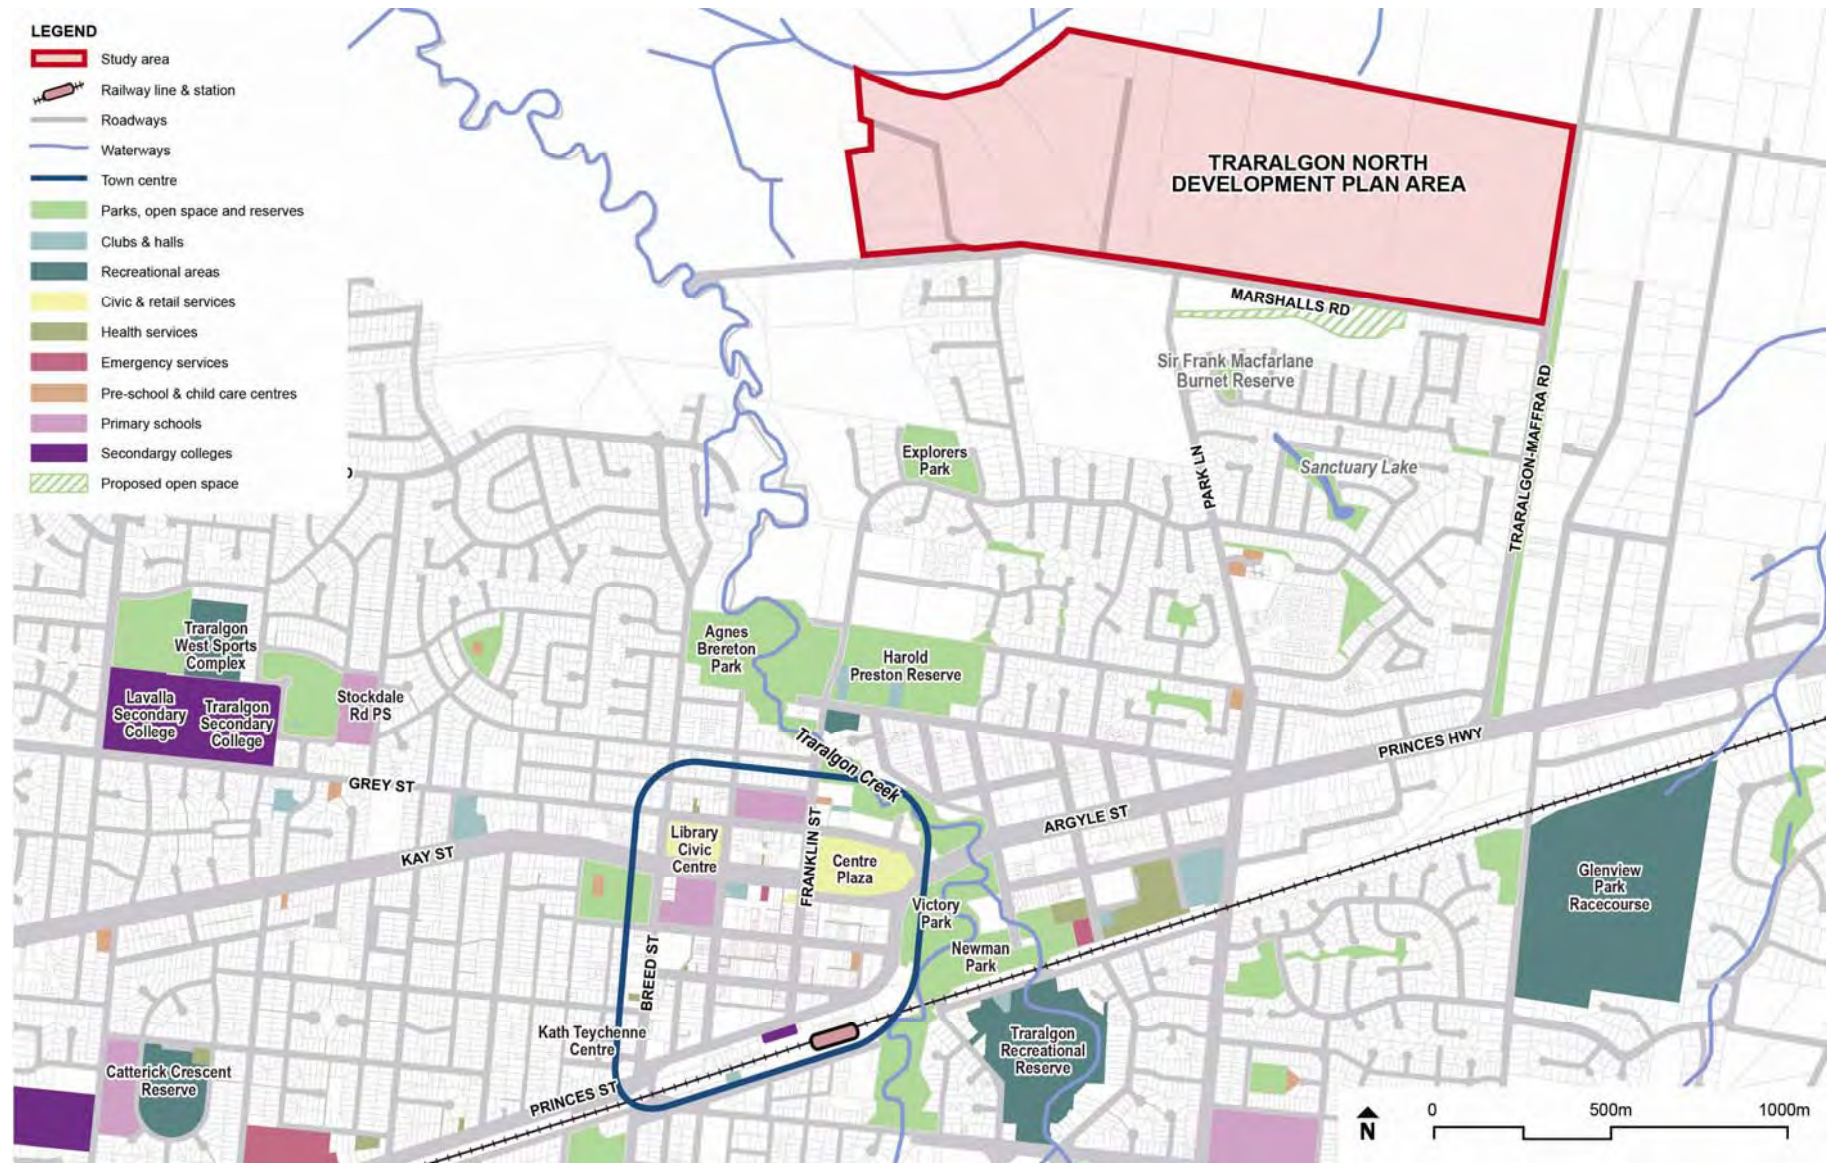 LEGEND
Study area
Railway line & station
Roadways
Waterways
Town centre
Parks, open space and reserves
Clubs & halls
Recreational areas
Civic & retail services
Health services
Emergency services
Pre-school & child care centres
Primary schools
Secondargy colleges
Proposed open space
TRARALGON NORTH
DEVELOPMENT PLAN AREA
MARSHALLS RD
Sir Frank Macfarlane
Burnet Reserve
TRARALGON-MAFFRA RD
Explorers
Park
PARK LN
Sanctuary Lake
D
Traralgon
West Sports
Complex
Agnes
Brereton
Park
Harold
Preston Reserve
Lavalla
Secondary
College
Traralgon
Secondary
College
Stockdale
Rd PS
Traralgon Creek
PRINCES HWY
GREY ST
ARGYLE ST
KAY ST
Library
Civic
Centre
FRANKLIN ST
Centre
Plaza
Glenview
Park
Racecourse
Victory
Park
Newman
Park
BREED ST
Kath Teychenne
Centre
Traralgon
Recreational
Reserve
Catterick Crescent
Reserve
PRINCES ST
N
0 500m 1000m